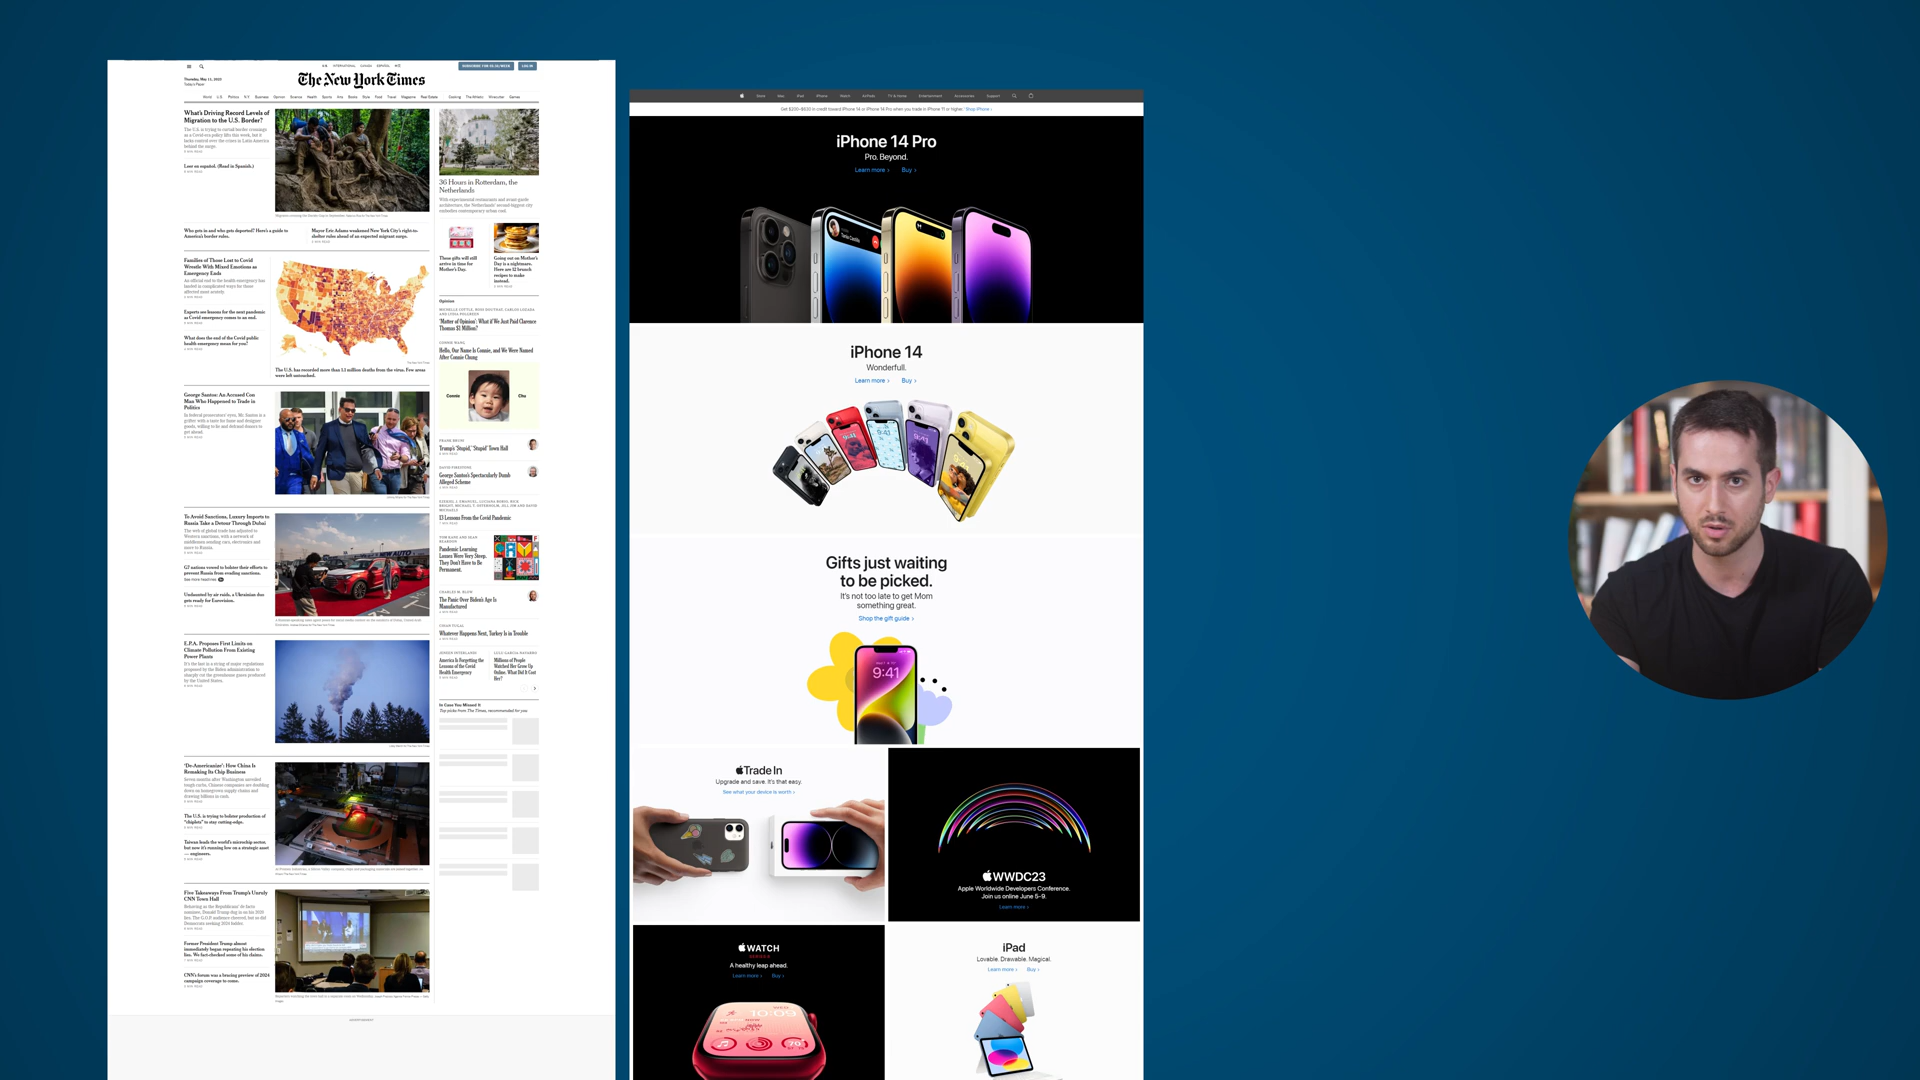 U.S. INTERNATIONAL CANADA ESPAÑOL 中文
SUBSCRIBE FOR $0.50/WEEK
LOG IN
Thursday, May 11, 2023
Today's Paper
The New York Times
World U.S. Politics N.Y. Business Opinion Science Health Sports Arts Books Style Food Travel Magazine Real Estate Cooking The Athletic Wirecutter Games
What's Driving Record Levels of
Migration to the U.S. Border?
The U.S. is trying to curtail border crossings
as a Covid-era policy lifts this week, but it
lacks control over the crises in Latin America
behind the surge.
Leer en español. (Read in Spanish.)
Who gets in and who gets deported? Here's a guide to
America's border rules.
Mayor Eric Adams weakened New York City's right-to-
shelter rules ahead of an expected migrant surge.
Families of Those Lost to Covid
Wrestle With Mixed Emotions as
Emergency Ends
An official end to the health emergency has
landed in complicated ways for those
affected most acutely.
Experts see lessons for the next pandemic
as Covid emergency comes to an end.
What does the end of the Covid public
health emergency mean for you?
The New York Times
The U.S. has recorded more than 1.1 million deaths from the virus. Few areas
were left untouched.
George Santos: An Accused Con
Man Who Happened to Trade in
Politics
In federal prosecutors' eyes, Mr. Santos is a
grifter with a taste for luxe and designer
goods, willing to lie and defraud donors to
get ahead.
To Avoid Sanctions, Luxury Imports to
Russia Take a Detour Through Dubai
The web of global trade has adjusted to
Western sanctions, with a network of
middlemen sending cars, electronics and
more to Russia.
G7 nations vowed to bolster their efforts to
prevent Russia from evading sanctions.
See more headlines
Undaunted by air raids, a Ukrainian duo
gets ready for Eurovision.
E.P.A. Proposes First Limits on
Climate Pollution From Existing
Power Plants
It's the last in a string of major regulations
proposed by the Biden administration to
sharply cut the greenhouse gases produced
by the United States.
'De-Americanize': How China Is
Remaking Its Chip Business
Seven months after Washington unveiled
tough curbs, Chinese companies are doubling
down on homegrown supply chains and
drawing billions in cash.
The U.S. is trying to bolster production of
"chiplets" to stay cutting-edge.
Taiwan leads the world's microchip sector,
but now it's running low on a strategic asset
— engineers.
Five Takeaways From Trump's Unruly
CNN Town Hall
Behaving as the Republicans' de facto
nominee, Donald Trump dug in on his 2020
lies. The G.O.P. audience cheered, but so did
Democrats seeking 2024 battles.
Former President Trump almost
immediately began repeating his election
lies. We fact-checked some of his claims.
CNN's forum was a bracing preview of 2024
campaign coverage to come.
ADVERTISEMENT
36 Hours in Rotterdam, the
Netherlands
With experimental restaurants and avant-garde
architecture, the Netherlands' second biggest city
embodies contemporary urban cool.
These gifts will still
arrive in time for
Mother's Day.
Going out on Mother's
Day is a nightmare.
Here are 12 brunch
recipes to make
instead.
Opinion
MICHELLE COTTLE, ROSS DOUTHAT, CARLOS LOZADA
AND LYDIA POLGREEN
'Matter of Opinion': What if We Just Paid Clarence
Thomas $1 Million?
CONNIE WANG
Hello, Our Name Is Connie, and We Were Named
After Connie Chung
Connie
Chu
FRANK BRUNI
Trump's 'Stupid,' 'Stupid' Town Hall
DAVID FIRESTONE
George Santos's Spectacularly Dumb
Alleged Scheme
13 Lessons From the Covid Pandemic
TOM KANE AND SEAN
REARDON
Pandemic Learning
Losses Were Very Steep.
They Don't Have to Be
Permanent.
CHARLES M. BLOW
The Panic Over Biden's Age Is
Manufactured
Whatever Happens Next, Turkey Is in Trouble
America Is Forgetting the
Lessons of the Covid
Health Emergency
LULU GARCIA-NAVARRO
Millions of People
Watched Her Grow Up
Online. What Did It Cost
Her?
In Case You Missed It
Top picks from The Times, recommended for you
Store Mac iPad iPhone Watch AirPods TV & Home Entertainment Accessories Support
Get $200–$630 in credit toward iPhone 14 or iPhone 14 Pro when you trade in iPhone 11 or higher. Shop iPhone >
iPhone 14 Pro
Pro. Beyond.
Learn more > Buy >
iPhone 14
Wonderfull.
Learn more > Buy >
9:41
Gifts just waiting
to be picked.
It's not too late to get Mom
something great.
Shop the gift guide >
9:41
Trade In
Upgrade and save. It's that easy.
See what your device is worth >
WWDC23
Apple Worldwide Developers Conference.
Join us online June 5–9.
Learn more >
WATCH
SERIES 8
A healthy leap ahead.
Learn more > Buy >
10:09
70
iPad
Lovable. Drawable. Magical.
Learn more > Buy >